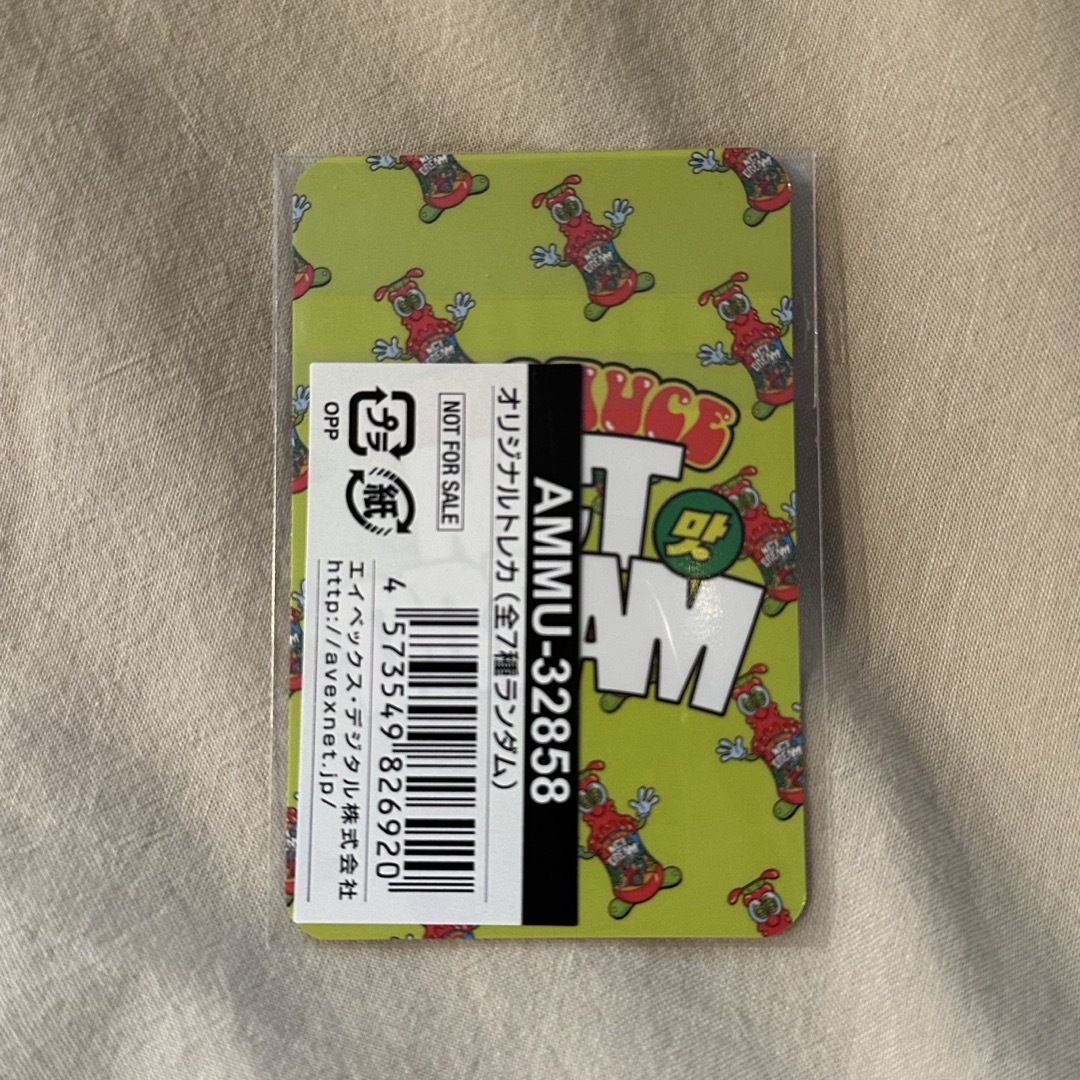 AMMU-32858
オリジナルトレカ（全7種ランダム）
NOT FOR SALE
4 573549 826920
プラ
紙
OPP
エイベックス・デジタル株式会社
http://avexnet.jp/
맛
NCT
DREAM